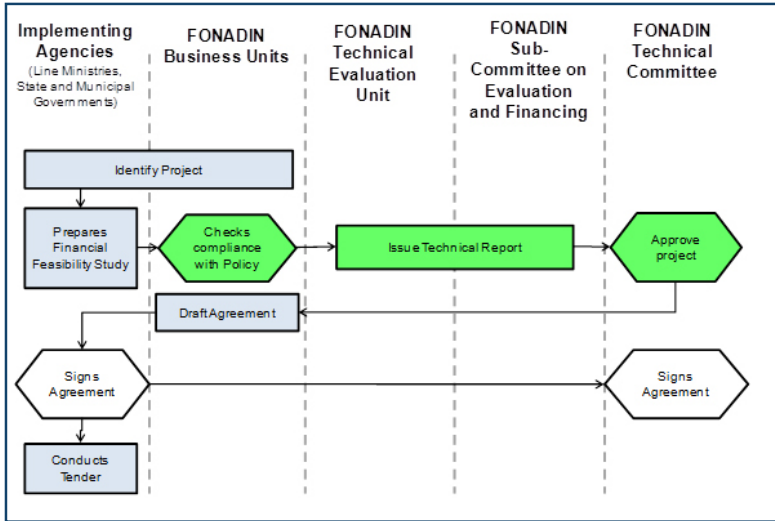 Implementing
Agencies
(Line Ministries,
State and Municipal
Governments)
FONADIN
Business Units
FONADIN
Technical
Evaluation
Unit
FONADIN
Sub-
Committee on
Evaluation
and Financing
FONADIN
Technical
Committee
Identify Project
Prepares
Financial
Feasibility Study
Checks
compliance
with Policy
Issue Technical Report
Approve
project
Draft Agreement
Signs
Agreement
Signs
Agreement
Conducts
Tender